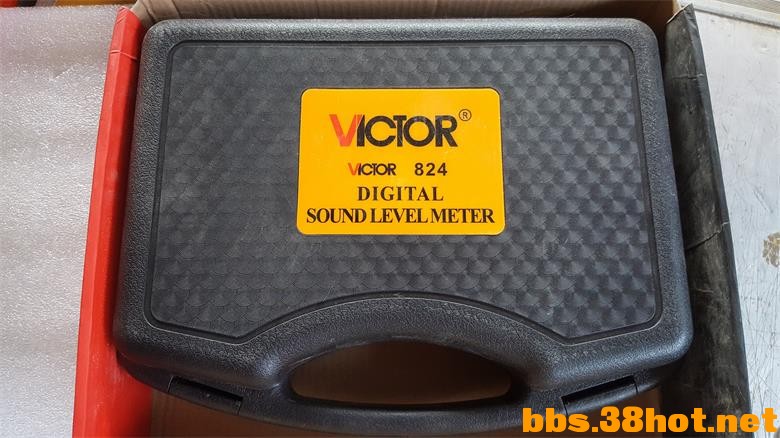 VICTOR®
VICTOR 824
DIGITAL
SOUND LEVEL METER
bbs.38hot.net